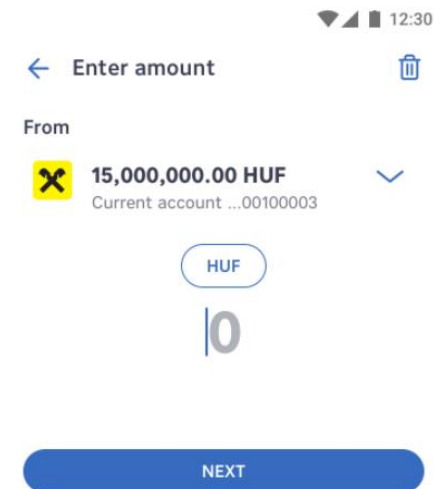 12:30
Enter amount
From
15,000,000.00 HUF
Current account ...00100003
HUF
0
NEXT